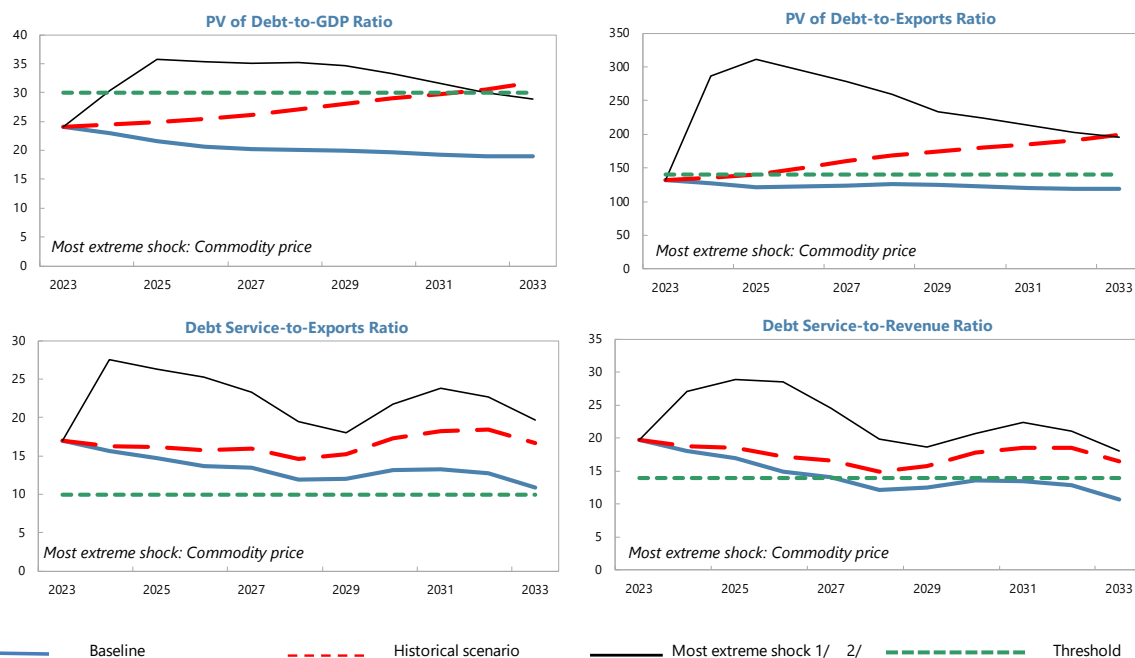 PV of Debt-to-GDP Ratio
40
35
30
25
20
15
10
5
0
Most extreme shock: Commodity price
2023 2025 2027 2029 2031 2033
PV of Debt-to-Exports Ratio
350
300
250
200
150
100
50
0
Most extreme shock: Commodity price
2023 2025 2027 2029 2031 2033
Debt Service-to-Exports Ratio
30
25
20
15
10
5
0
Most extreme shock: Commodity price
2023 2025 2027 2029 2031 2033
Debt Service-to-Revenue Ratio
35
30
25
20
15
10
5
0
Most extreme shock: Commodity price
2023 2025 2027 2029 2031 2033
Baseline Historical scenario Most extreme shock 1/ 2/ Threshold